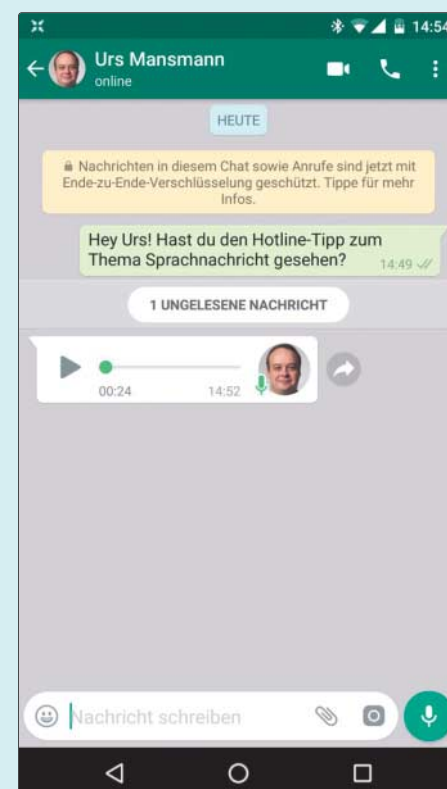 14:54
Urs Mansmann
online
HEUTE
Nachrichten in diesem Chat sowie Anrufe sind jetzt mit
Ende-zu-Ende-Verschlüsselung geschützt. Tippe für mehr
Infos.
Hey Urs! Hast du den Hotline-Tipp zum
Thema Sprachnachricht gesehen? 14:49
1 UNGELESENE NACHRICHT
00:24 14:52
Nachricht schreiben